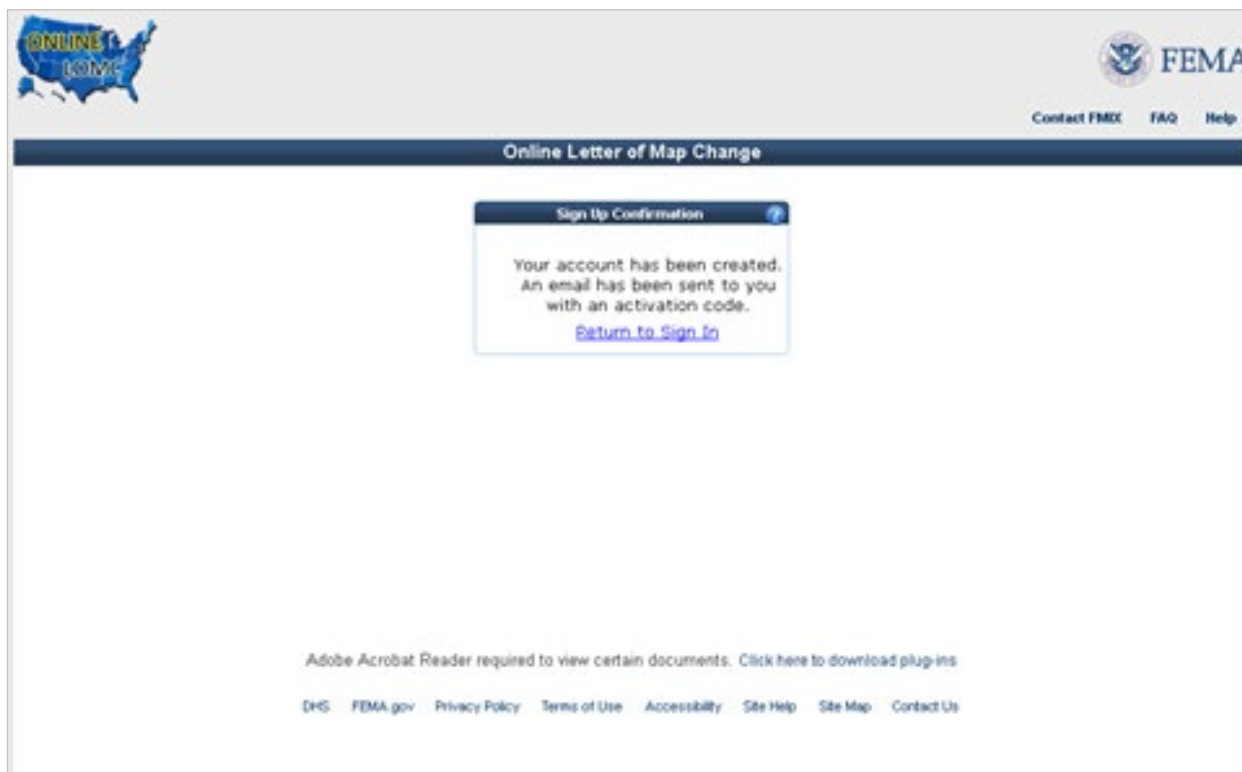 ONLINE
LOMC
FEMA
Contact FMIX FAQ Help
Online Letter of Map Change
Sign Up Confirmation ?
Your account has been created.
An email has been sent to you
with an activation code.
Return to Sign In
Adobe Acrobat Reader required to view certain documents. Click here to download plug-ins
DHS FEMA.gov Privacy Policy Terms of Use Accessibility Site Help Site Map Contact Us